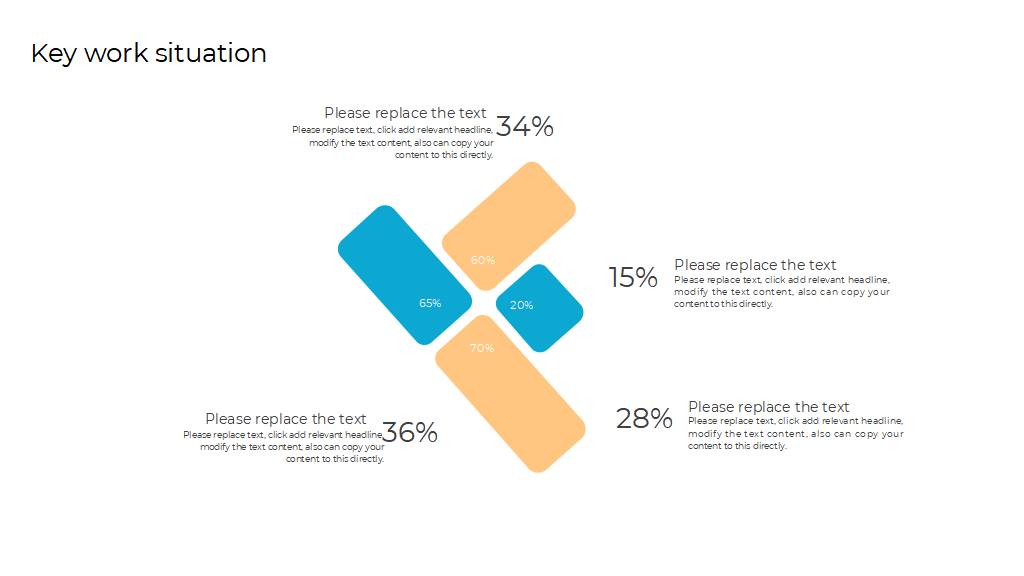 Key work situation
Please replace the text
34%
Please replace text, click add relevant headline,
modify the text content, also can copy your
content to this directly.
60%
65%
20%
70%
15%
Please replace the text
Please replace text, click add relevant headline,
modify the text content, also can copy your
content to this directly.
Please replace the text
36%
Please replace text, click add relevant headline,
modify the text content, also can copy your
content to this directly.
28%
Please replace the text
Please replace text, click add relevant headline,
modify the text content, also can copy your
content to this directly.